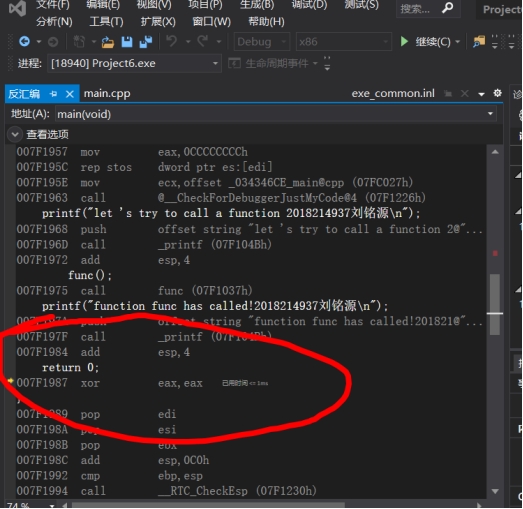 文件(F) 编辑(E) 视图(V) 项目(P) 生成(B) 调试(D) 测试(S) 搜索... Project
分析(N) 工具(T) 扩展(X) 窗口(W) 帮助(H)
Debug x86 继续(C)
进程: [18940] Project6.exe 生命周期事件
反汇编 main.cpp exe_common.inl
地址(A): main(void)
查看选项
007F1957 mov eax,0CCCCCCCCh
007F195C rep stos dword ptr es:[edi]
007F195E mov ecx,offset _034346CE_main@cpp (07FC027h)
007F1963 call @__CheckForDebuggerJustMyCode@4 (07F1226h)
printf("let 's try to call a function 2018214937刘铭源\n");
007F1968 push offset string "let 's try to call a function 2@"...
007F196D call _printf (07F104Bh)
007F1972 add esp,4
func();
007F1975 call func (07F1037h)
printf("function func has called!2018214937刘铭源\n");
push offset string "function func has called!201821@"...
007F197F call _printf (07F104Bh)
007F1984 add esp,4
return 0;
007F1987 xor eax,eax 已用时间 <= 1ms
}
007F1989 pop edi
007F198A pop esi
007F198B pop ebx
007F198C add esp,0C0h
007F1992 cmp ebp,esp
007F1994 call __RTC_CheckEsp (07F1230h)
74 %